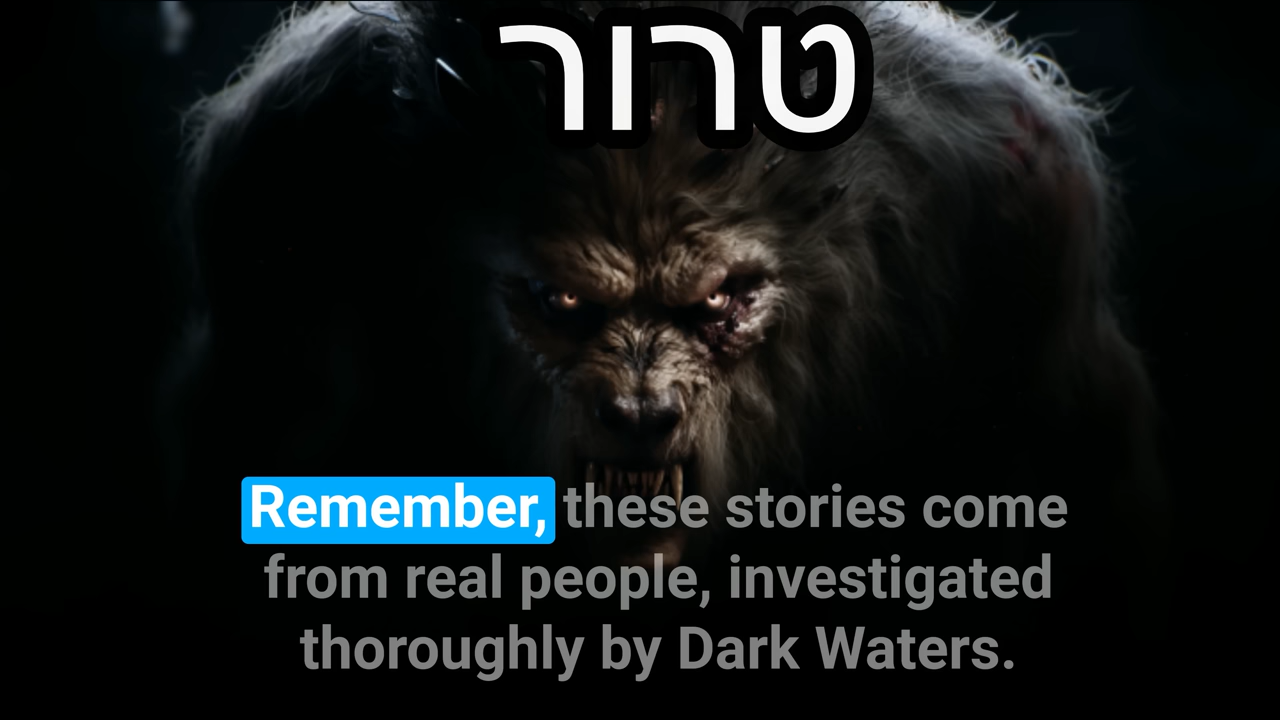 טרור
Remember, these stories come
from real people, investigated
thoroughly by Dark Waters.